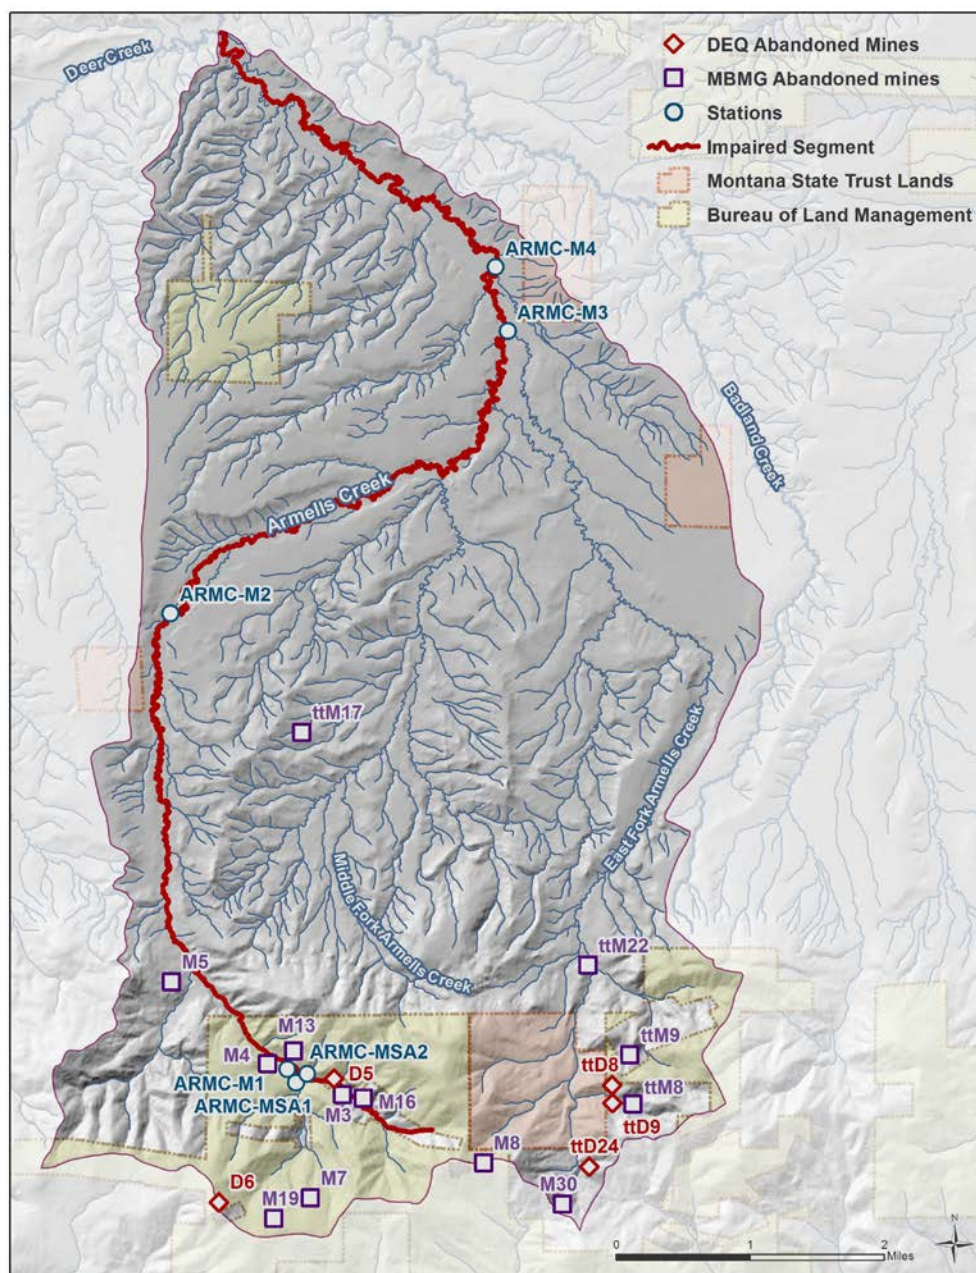 Deer Creek
DEQ Abandoned Mines
MBMG Abandoned mines
Stations
Impaired Segment
Montana State Trust Lands
Bureau of Land Management
ARMC-M4
ARMC-M3
Badland Creek
Armells Creek
ARMC-M2
ttM17
East Fork Armells Creek
Middle Fork Armells Creek
ttM22
M5
M13
ttM9
ARMC-MSA2
M4
D5
ttD8
ARMC-M1
ttM8
M3
M16
ARMC-MSA1
ttD9
M8
ttD24
D6
M7
M19
M30
N
0
1
2
Miles